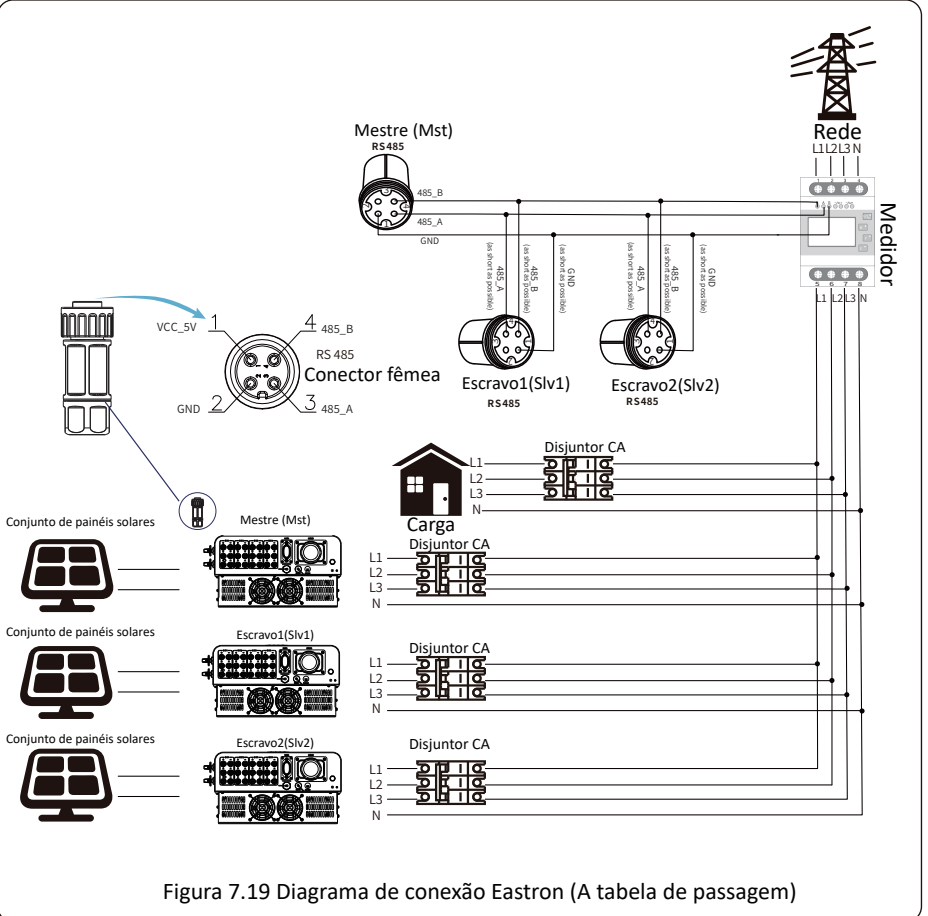 Rede
L1 L2 L3 N
Mestre (Mst)
RS485
485_B
485_A
GND
Medidor
5 6 7 8
L1 L2 L3 N
485_A
(as short as possible)
485_B
(as short as possible)
GND
(as short as possible)
485_A
(as short as possible)
485_B
(as short as possible)
GND
(as short as possible)
Escravo1(Slv1)
RS485
Escravo2(Slv2)
RS485
VCC_5V
1
4
485_B
RS 485
Conector fêmea
GND
2
3
485_A
Disjuntor CA
L1
L2
L3
N
Carga
Conjunto de painéis solares
Mestre (Mst)
Disjuntor CA
L1
L2
L3
N
Conjunto de painéis solares
Escravo1(Slv1)
Disjuntor CA
L1
L2
L3
N
Conjunto de painéis solares
Escravo2(Slv2)
Disjuntor CA
L1
L2
L3
N
Figura 7.19 Diagrama de conexão Eastron (A tabela de passagem)